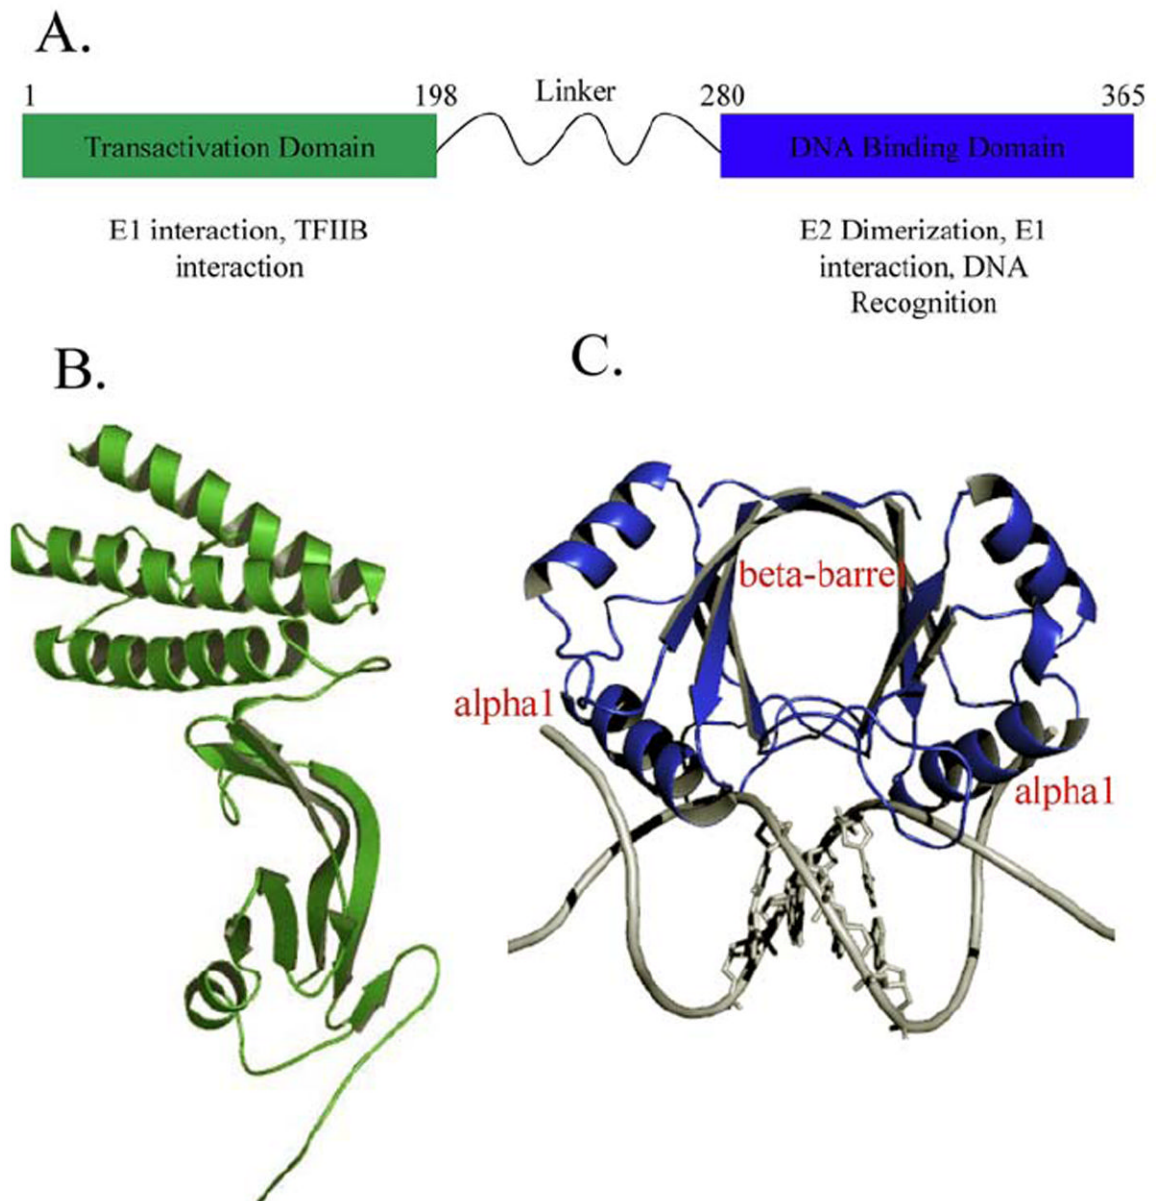 A.
1 198 Linker 280 365
Transactivation Domain DNA Binding Domain
E1 interaction, TFIIB
interaction
E2 Dimerization, E1
interaction, DNA
Recognition
B.
C.
beta-barrel
alpha1
alpha1